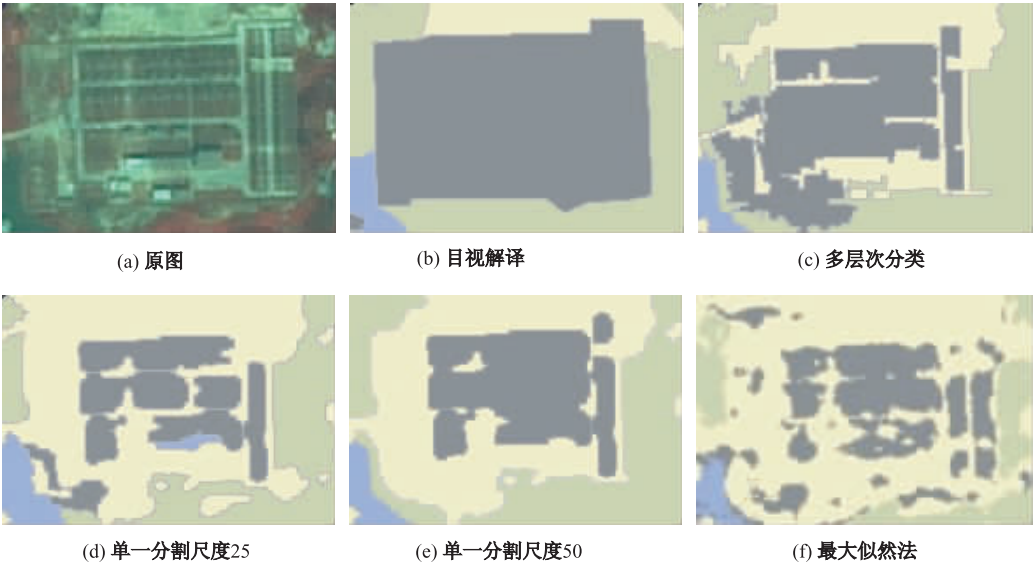 (a) 原图
(b) 目视解译
(c) 多层次分类
(d) 单一分割尺度25
(e) 单一分割尺度50
(f) 最大似然法